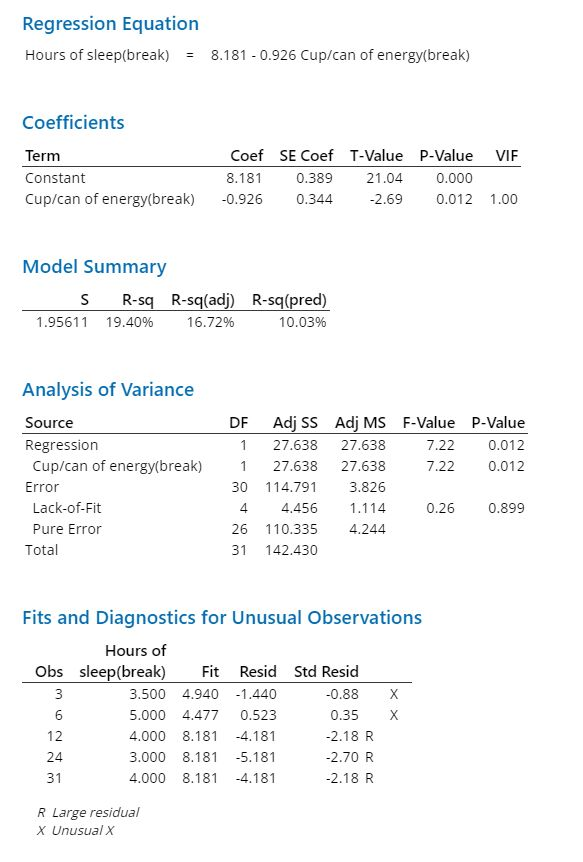 Regression Equation
Hours of sleep(break) = 8.181 - 0.926 Cup/can of energy(break)
Coefficients
Term Coef SE Coef T-Value P-Value VIF
Constant 8.181 0.389 21.04 0.000
Cup/can of energy(break) -0.926 0.344 -2.69 0.012 1.00
Model Summary
S R-sq R-sq(adj) R-sq(pred)
1.95611 19.40% 16.72% 10.03%
Analysis of Variance
Source DF Adj SS Adj MS F-Value P-Value
Regression 1 27.638 27.638 7.22 0.012
Cup/can of energy(break) 1 27.638 27.638 7.22 0.012
Error 30 114.791 3.826
Lack-of-Fit 4 4.456 1.114 0.26 0.899
Pure Error 26 110.335 4.244
Total 31 142.430
Fits and Diagnostics for Unusual Observations
Hours of
Obs sleep(break) Fit Resid Std Resid
3 3.500 4.940 -1.440 -0.88 X
6 5.000 4.477 0.523 0.35 X
12 4.000 8.181 -4.181 -2.18 R
24 3.000 8.181 -5.181 -2.70 R
31 4.000 8.181 -4.181 -2.18 R
R Large residual
X Unusual X